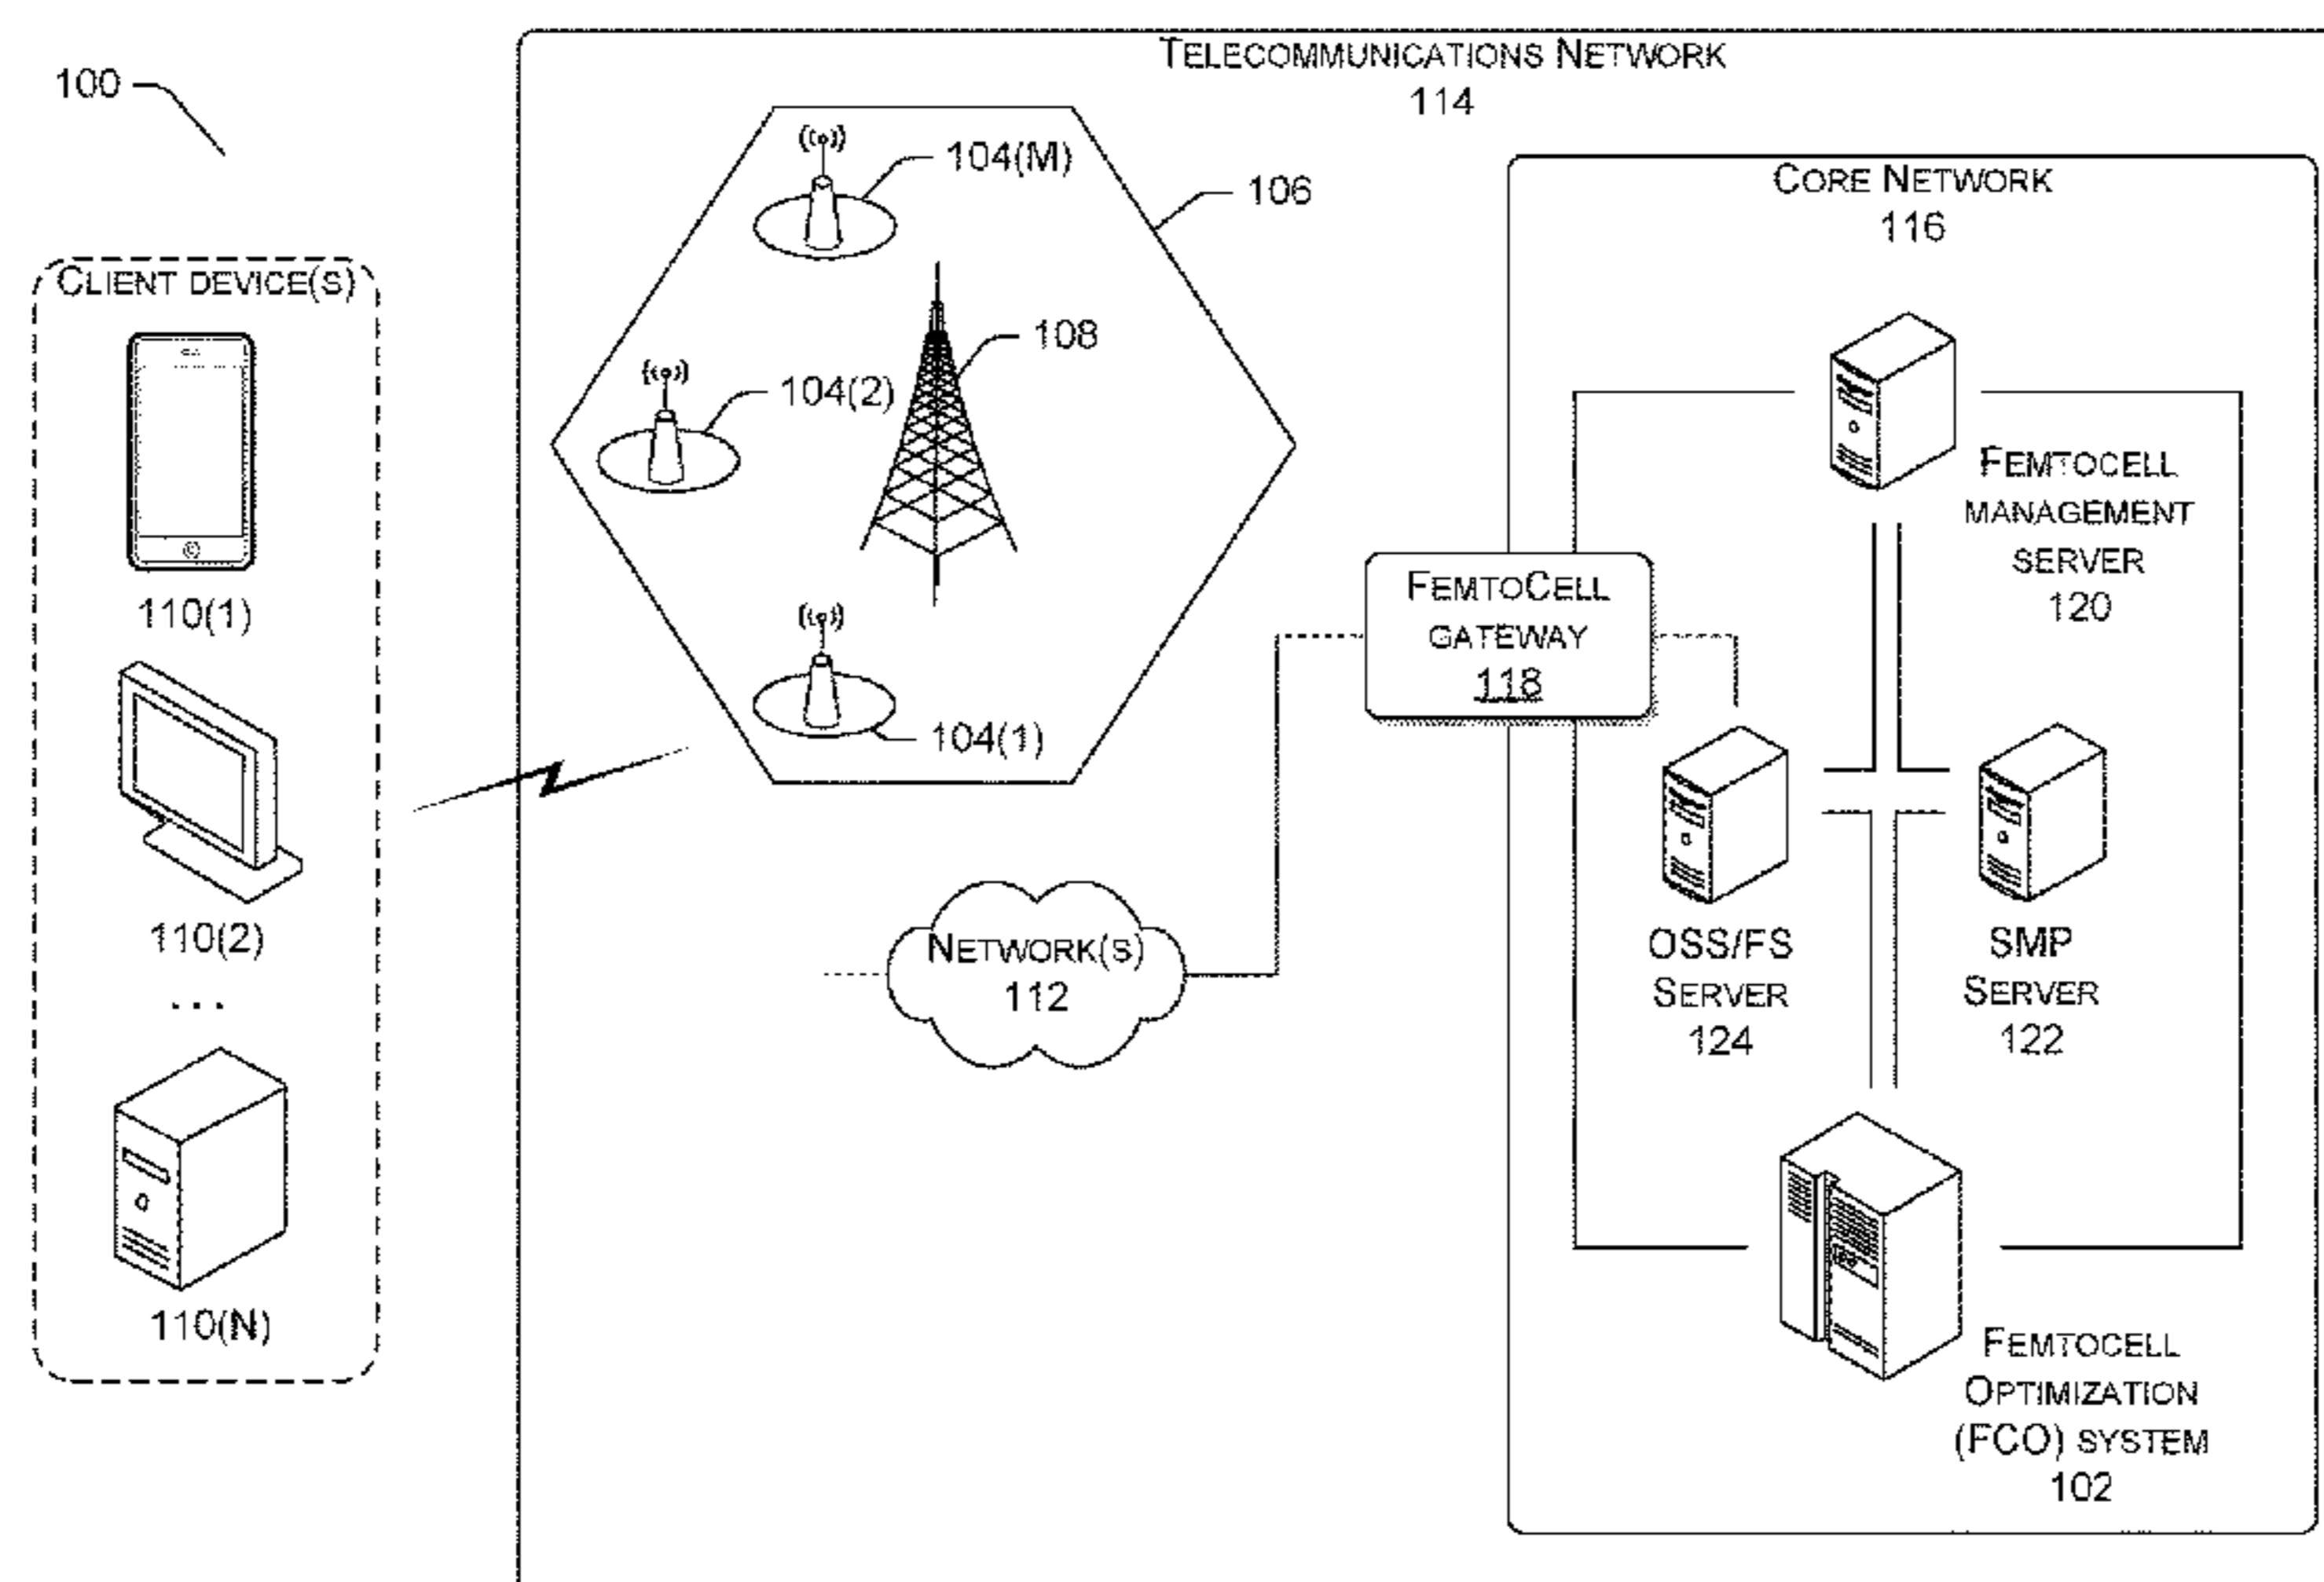 TELECOMMUNICATIONS NETWORK
114
100
104(M)
106
CORE NETWORK
116
CLIENT DEVICE(S)
108
104(2)
FEMTOCELL
MANAGEMENT
SERVER
120
110(1)
FEMTOCELL
GATEWAY
118
104(1)
110(2)
...
NETWORK(S)
112
OSS/FS
SERVER
124
SMP
SERVER
122
110(N)
FEMTOCELL
OPTIMIZATION
(FCO) SYSTEM
102